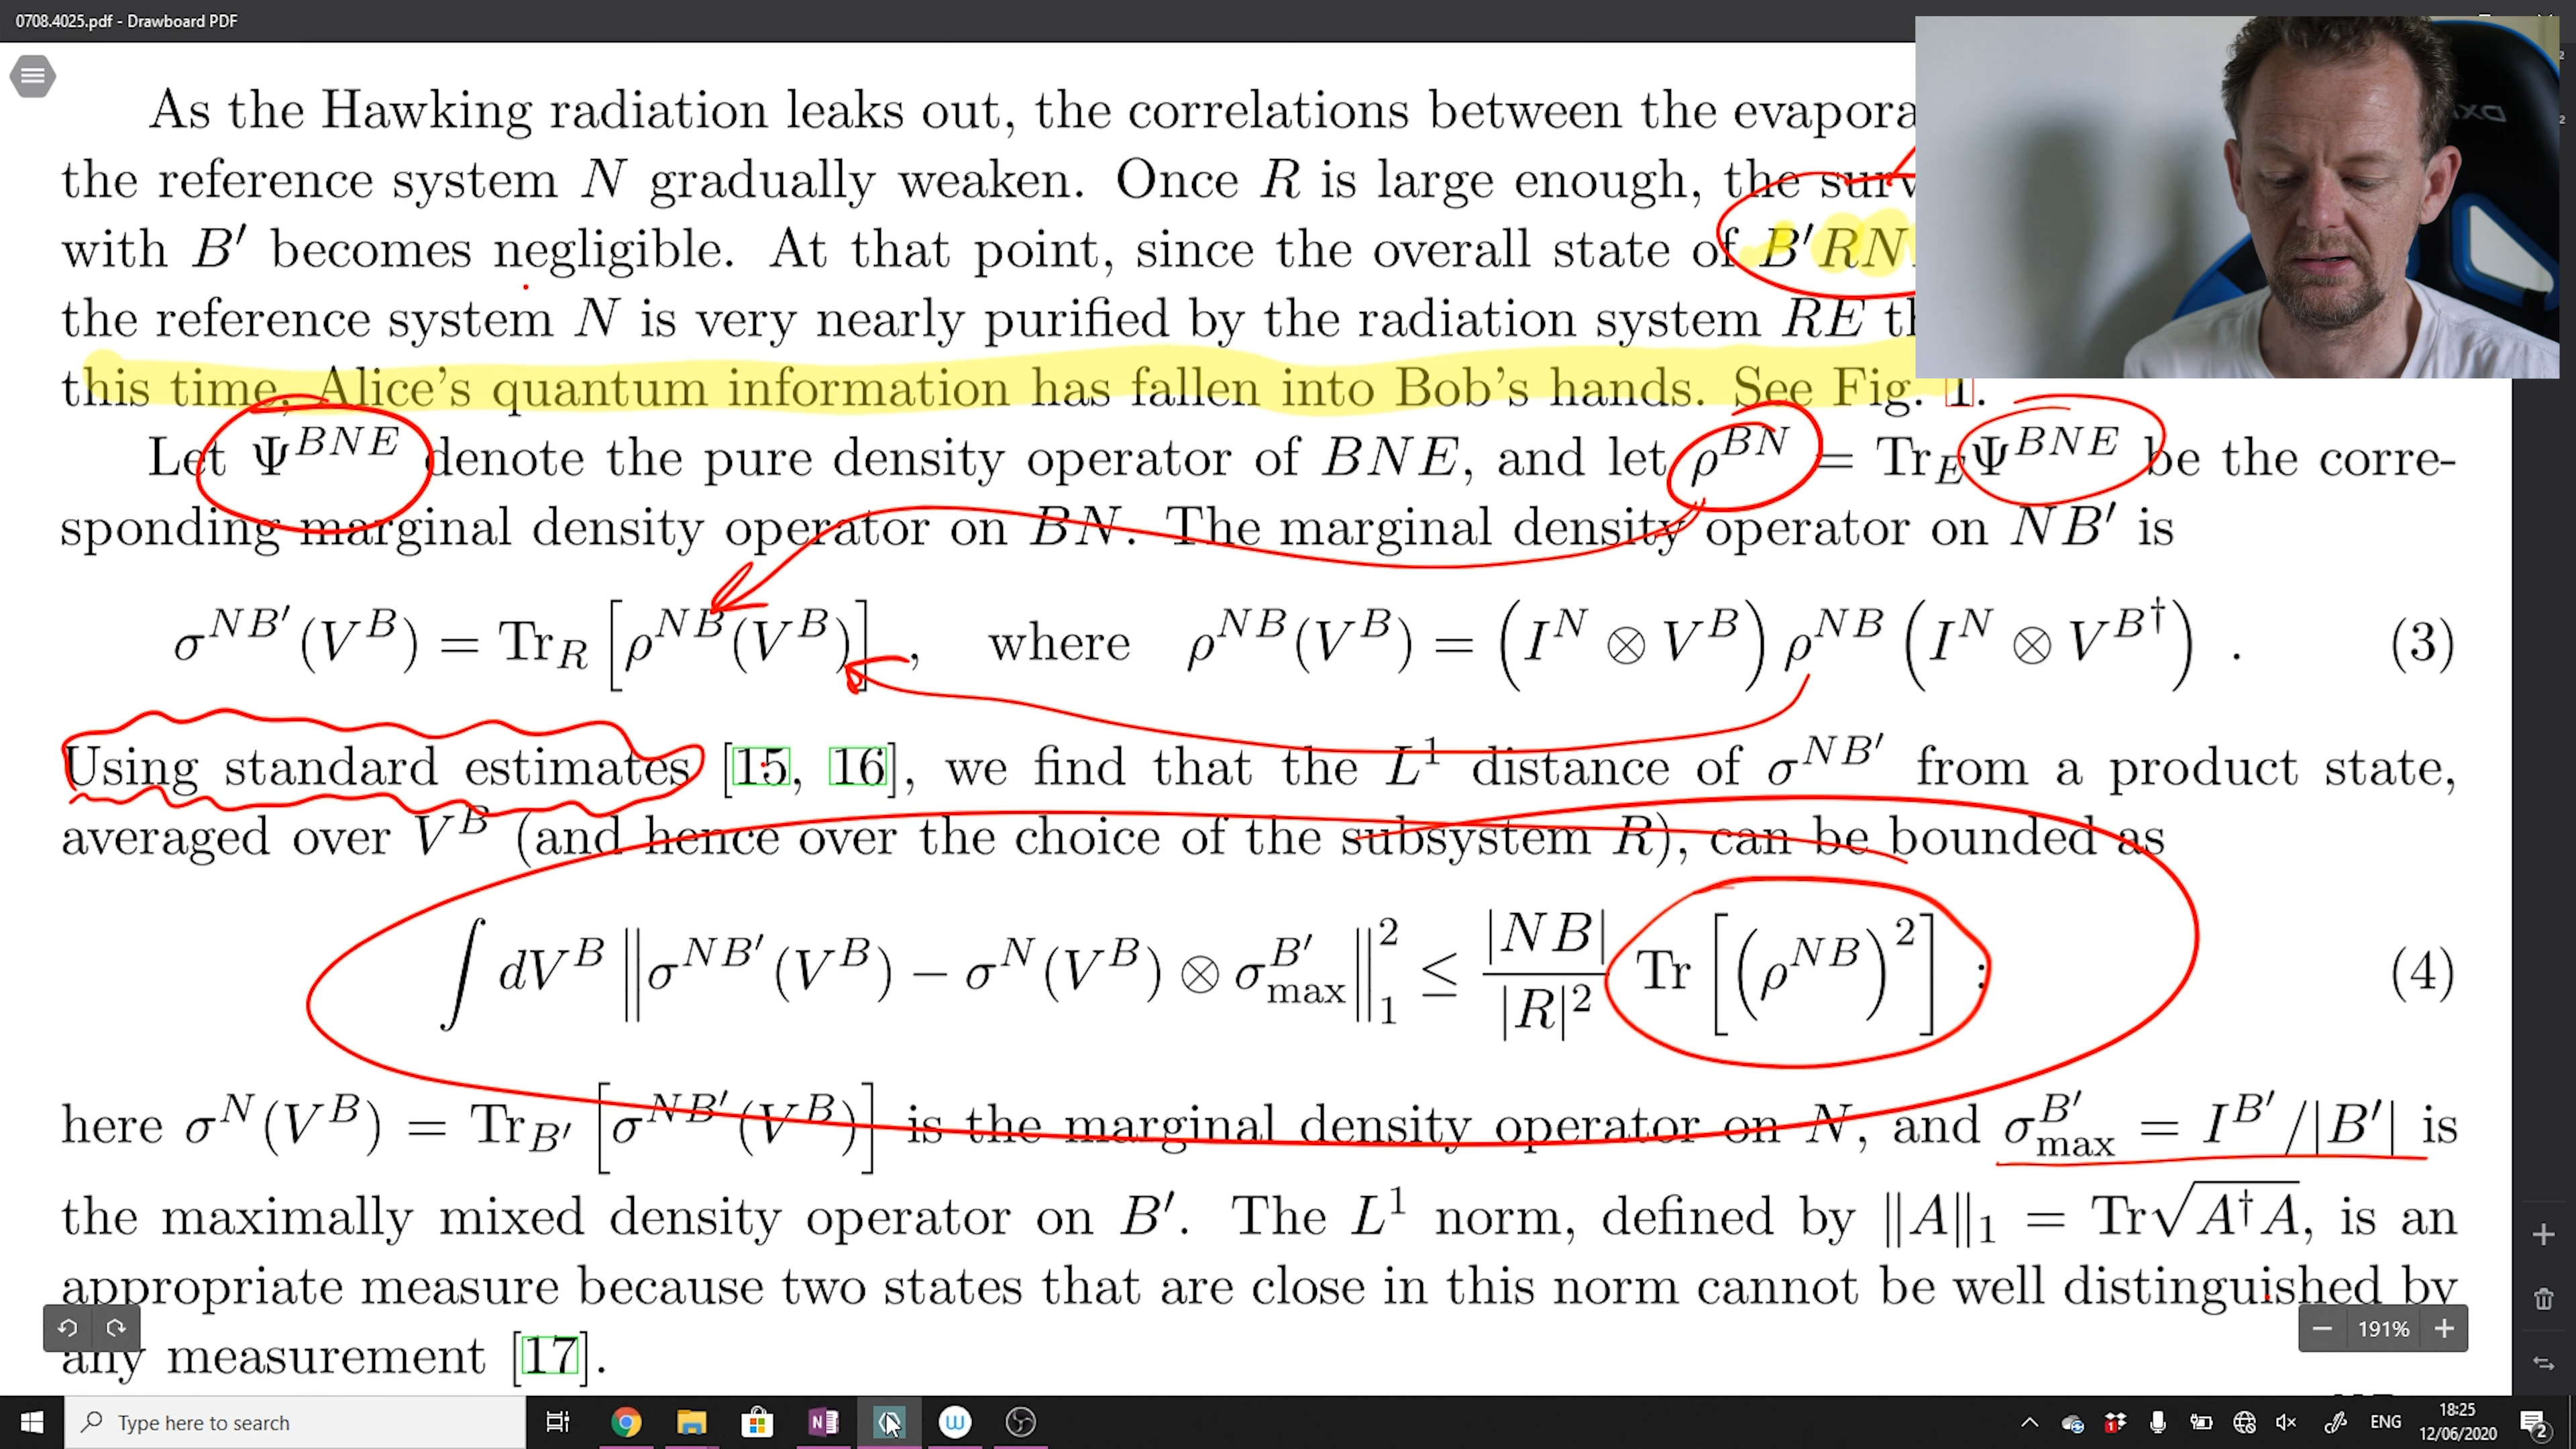 0708.4025.pdf - Drawboard PDF
As the Hawking radiation leaks out, the correlations between the
the reference system N gradually weaken. Once R is large enough, the
with B′ becomes negligible. At that point, since the overall state of B′RN
the reference system N is very nearly purified by the radiation system RE
this time, Alice's quantum information has fallen into Bob's hands. See Fig. 1.
Let Ψ^{BNE} denote the pure density operator of BNE, and let ρ^{BN} = Tr_E Ψ^{BNE} be the corre-
sponding marginal density operator on BN. The marginal density operator on NB′ is
σ^{NB′}(V^B) = Tr_R [ρ^{NB}(V^B)] , where ρ^{NB}(V^B) = (I^N ⊗ V^B) ρ^{NB} (I^N ⊗ V^{B†}) . (3)
Using standard estimates [15, 16], we find that the L^1 distance of σ^{NB′} from a product state,
averaged over V^B (and hence over the choice of the subsystem R), can be bounded as
∫ dV^B ‖σ^{NB′}(V^B) − σ^N(V^B) ⊗ σ^{B′}_{max}‖^2_1 ≤ |NB|/|R|^2 Tr [(ρ^{NB})^2] ; (4)
here σ^N(V^B) = Tr_{B′} [σ^{NB′}(V^B)] is the marginal density operator on N, and σ^{B′}_{max} = I^{B′}/|B′| is
the maximally mixed density operator on B′. The L^1 norm, defined by ‖A‖_1 = Tr√A†A, is an
appropriate measure because two states that are close in this norm cannot be well distinguished by
any measurement [17].
191%
Type here to search
ENG
18:25
12/06/2020